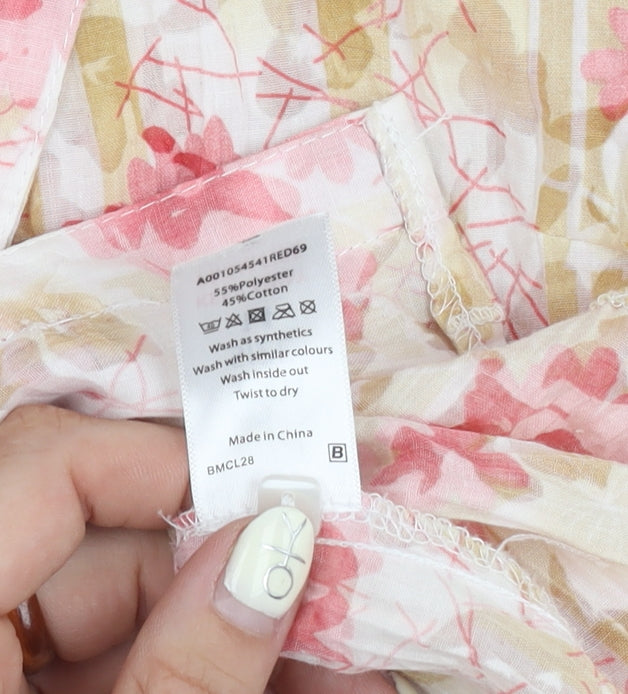 A001054541RED69
55%Polyester
45%Cotton
Wash as synthetics
Wash with similar colours
Wash inside out
Twist to dry
Made in China
BMCL28
B